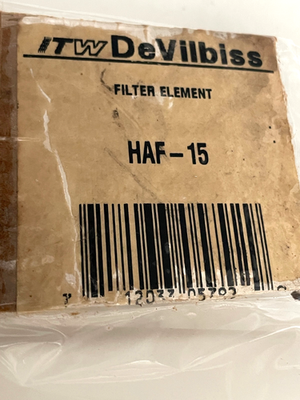 ITW DeVilbiss
FILTER ELEMENT
HAF-15